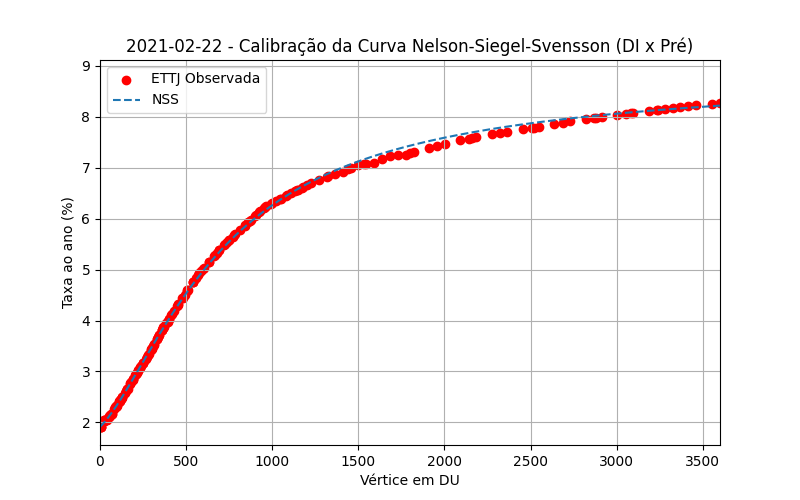 2021-02-22 - Calibração da Curva Nelson-Siegel-Svensson (DI x Pré)
9
8
7
6
5
4
3
2
Taxa ao ano (%)
ETTJ Observada
NSS
0 500 1000 1500 2000 2500 3000 3500
Vértice em DU